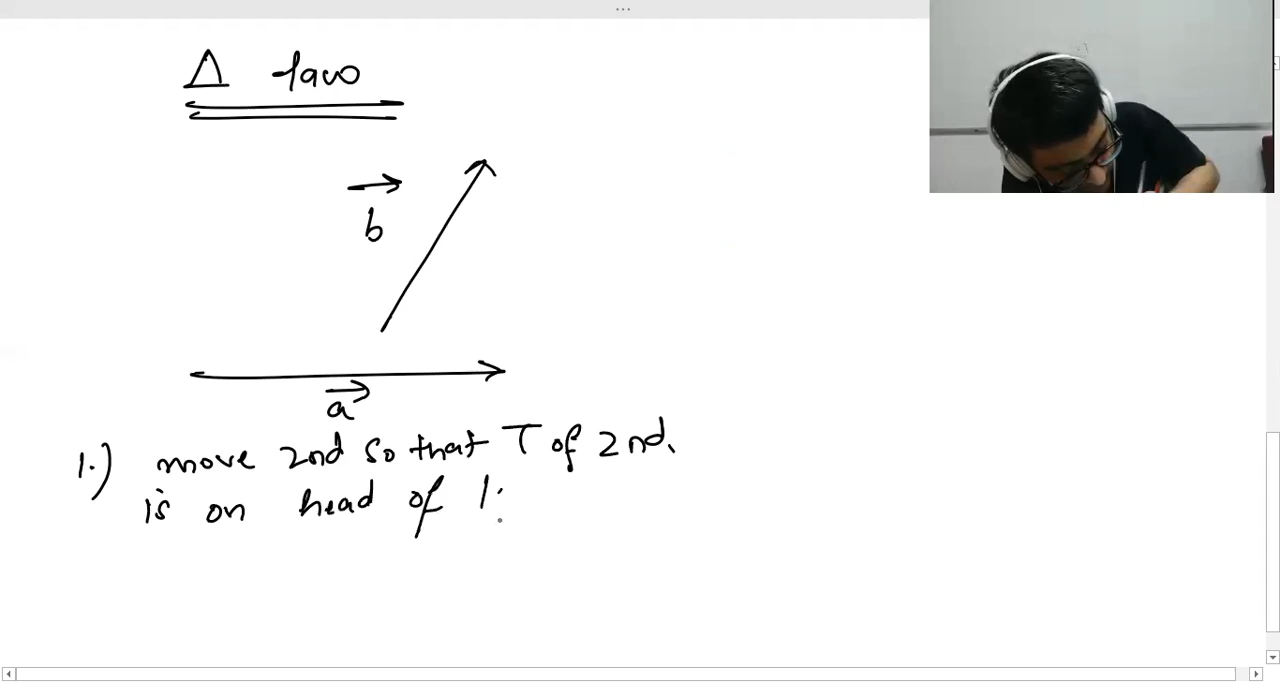 Δ law
b
a
1.) move 2nd so that T of 2nd.
is on head of 1